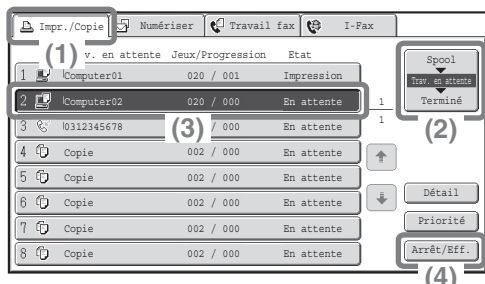 Impr./Copie Numériser Travail fax I-Fax
(1) v. en attente Jeux/Progression Etat
1 Computer01 020 / 001 Impression
2 Computer02 020 / 000 En attente
3 0312345678 (3) / 000 En attente
4 Copie 002 / 000 En attente
5 Copie 002 / 000 En attente
6 Copie 002 / 000 En attente
7 Copie 002 / 000 En attente
8 Copie 002 / 000 En attente
1
1
Spool
Trav. en attente
Terminé
(2)
Détail
Priorité
Arrêt/Eff.
(4)